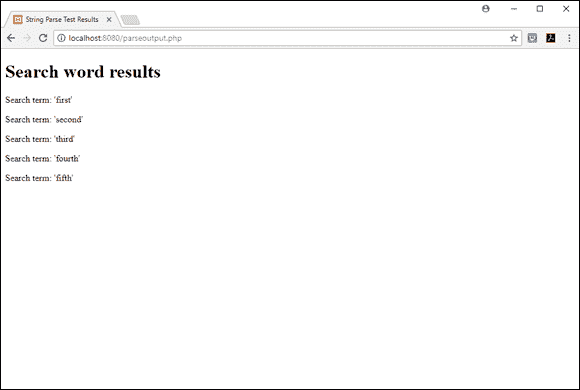 String Parse Test Results
localhost:8080/parseoutput.php
Search word results
Search term: 'first'
Search term: 'second'
Search term: 'third'
Search term: 'fourth'
Search term: 'fifth'